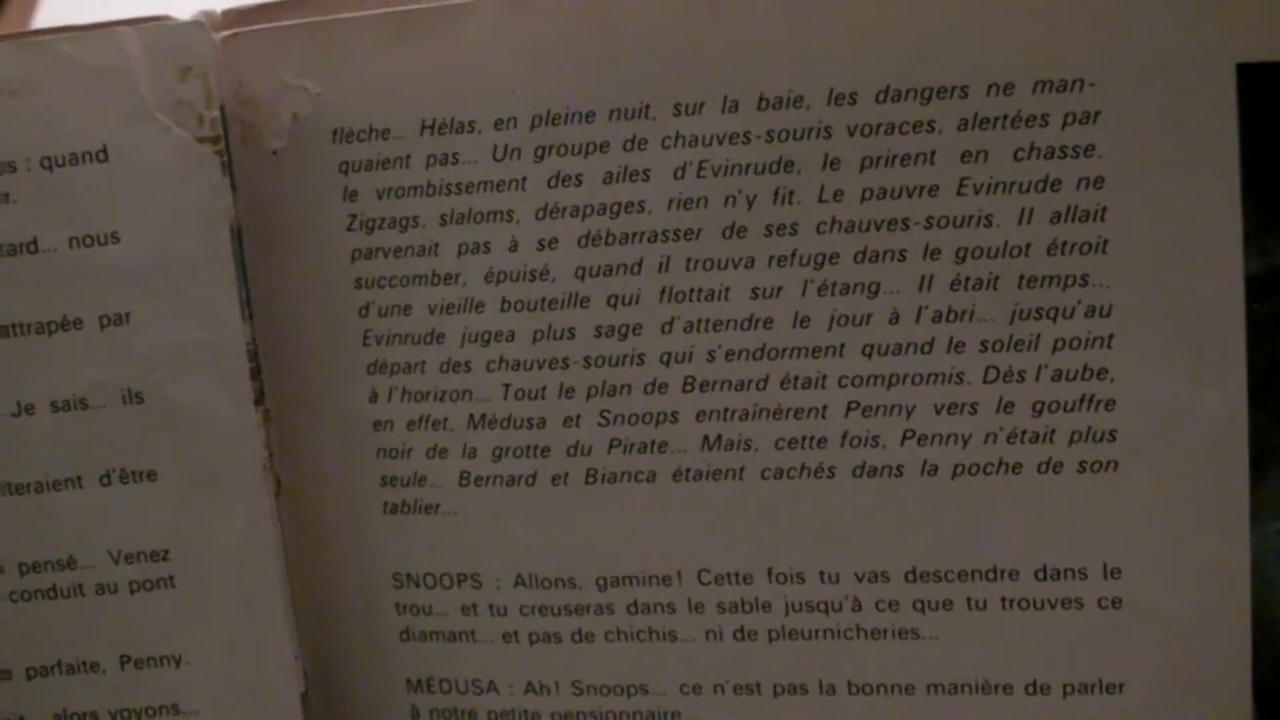 s : quand
ard... nous
attrapée par
Je sais... ils
iteraient d'être
pensé... Venez
conduit au pont
parfaite, Penny.
alors voyons...
flèche... Hélas, en pleine nuit, sur la baie, les dangers ne man-
quaient pas... Un groupe de chauves-souris voraces, alertées par
le vrombissement des ailes d'Evinrude, le prirent en chasse.
Zigzags, slaloms, dérapages, rien n'y fit. Le pauvre Evinrude ne
parvenait pas à se débarrasser de ses chauves-souris. Il allait
succomber, épuisé, quand il trouva refuge dans le goulot étroit
d'une vieille bouteille qui flottait sur l'étang... Il était temps...
Evinrude jugea plus sage d'attendre le jour à l'abri... jusqu'au
départ des chauves-souris qui s'endorment quand le soleil point
à l'horizon... Tout le plan de Bernard était compromis. Dès l'aube,
en effet, Médusa et Snoops entraînèrent Penny vers le gouffre
noir de la grotte du Pirate... Mais, cette fois, Penny n'était plus
seule... Bernard et Bianca étaient cachés dans la poche de son
tablier...
SNOOPS : Allons, gamine! Cette fois tu vas descendre dans le
trou... et tu creuseras dans le sable jusqu'à ce que tu trouves ce
diamant... et pas de chichis... ni de pleurnicheries...
MÉDUSA : Ah! Snoops... ce n'est pas la bonne manière de parler
à notre petite pensionnaire...